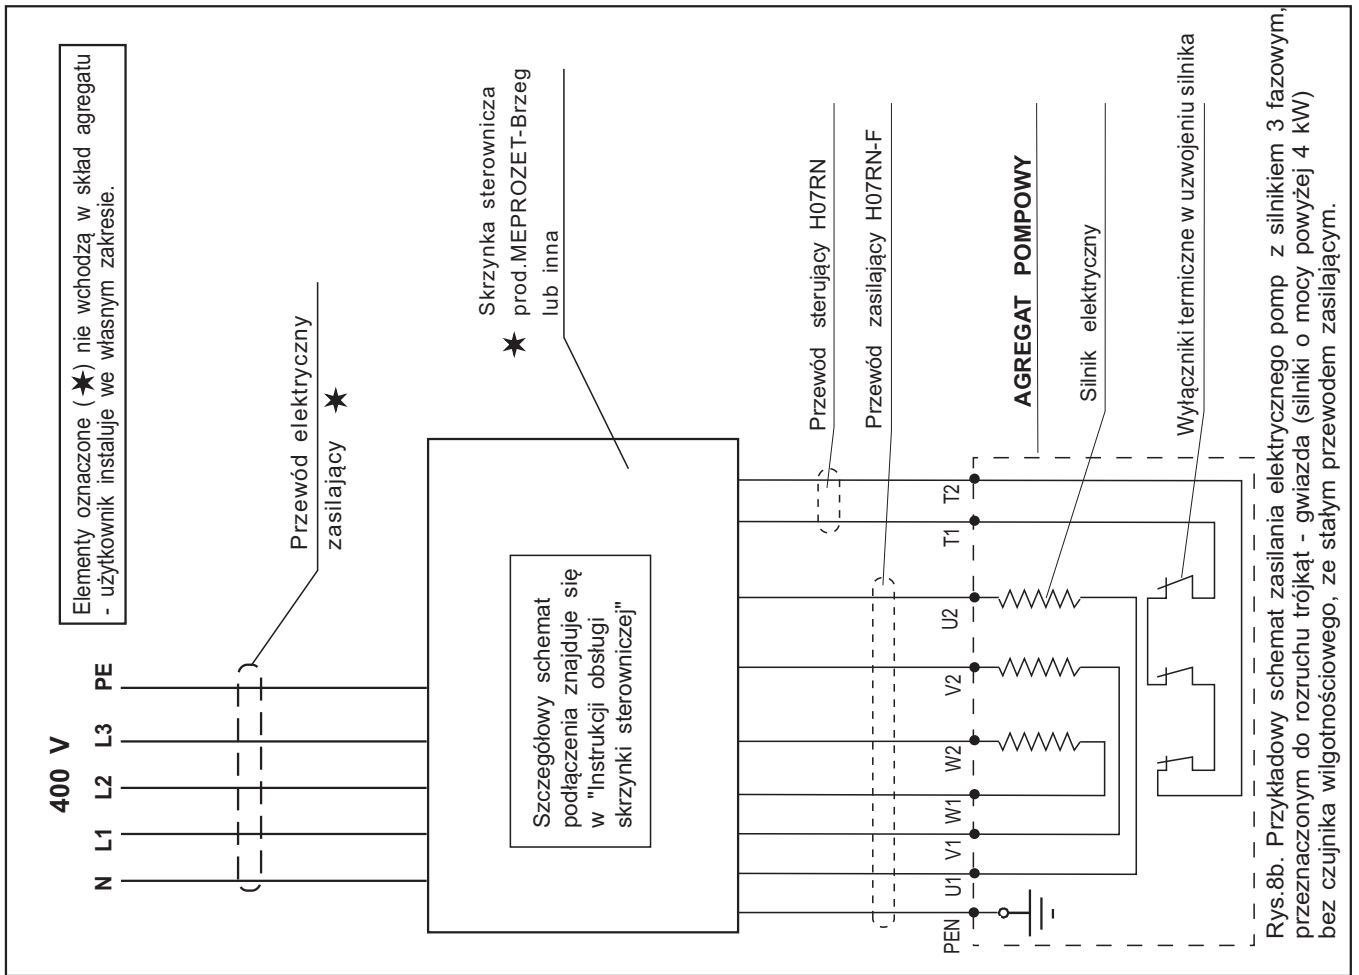 Elementy oznaczone (✶) nie wchodzą w skład agregatu
- użytkownik instaluje we własnym zakresie.
400 V
N
L1
L2
L3
PE
Przewód elektryczny
zasilający ✶
Skrzynka sterownicza
prod.MEPROZET-Brzeg
✶ lub inna
Szczegółowy schemat
podłączenia znajduje się
w "Instrukcji obsługi
skrzynki sterowniczej"
Przewód sterujący H07RN
Przewód zasilający H07RN-F
AGREGAT POMPOWY
Silnik elektryczny
Wyłączniki termiczne w uzwojeniu silnika
PEN
U1
V1
W1
W2
V2
U2
T1
T2
Rys.8b. Przykładowy schemat zasilania elektrycznego pomp z silnikiem 3 fazowym,
przeznaczonym do rozruchu trójkąt - gwiazda (silniki o mocy powyżej 4 kW)
bez czujnika wilgotnościowego, ze stałym przewodem zasilającym.